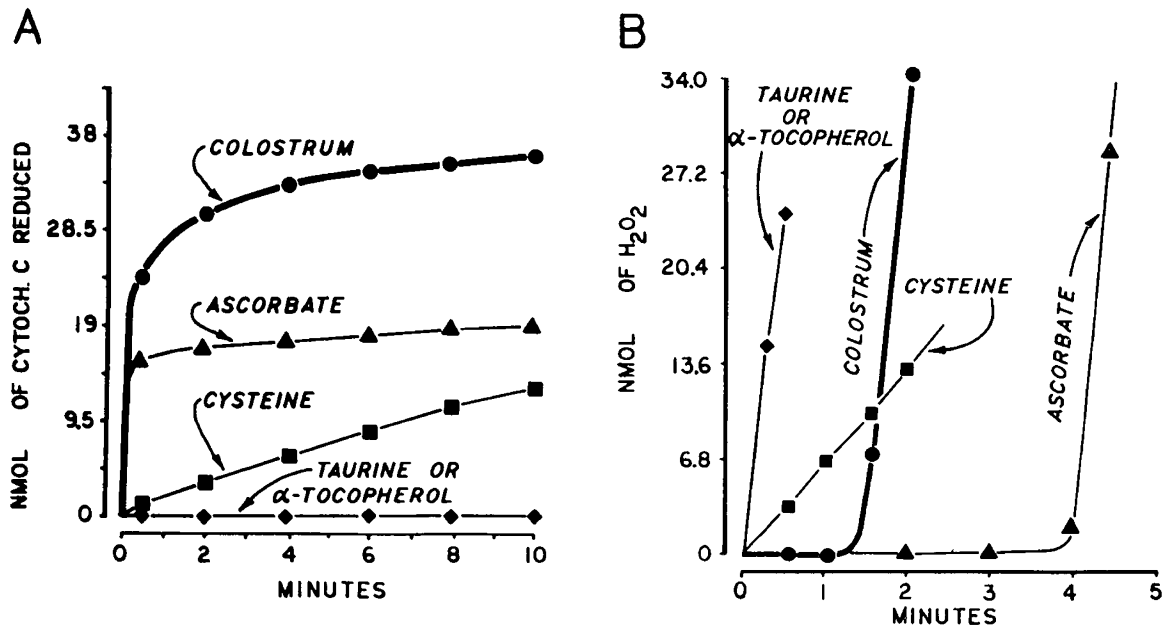 A
NMOL OF CYTOCH. C REDUCED
38
28.5
19
9.5
0
COLOSTRUM
ASCORBATE
CYSTEINE
TAURINE OR
α-TOCOPHEROL
0 2 4 6 8 10
MINUTES
B
NMOL OF H₂O₂
34.0
27.2
20.4
13.6
6.8
0
TAURINE
OR
α-TOCOPHEROL
COLOSTRUM
CYSTEINE
ASCORBATE
0 1 2 3 4 5
MINUTES